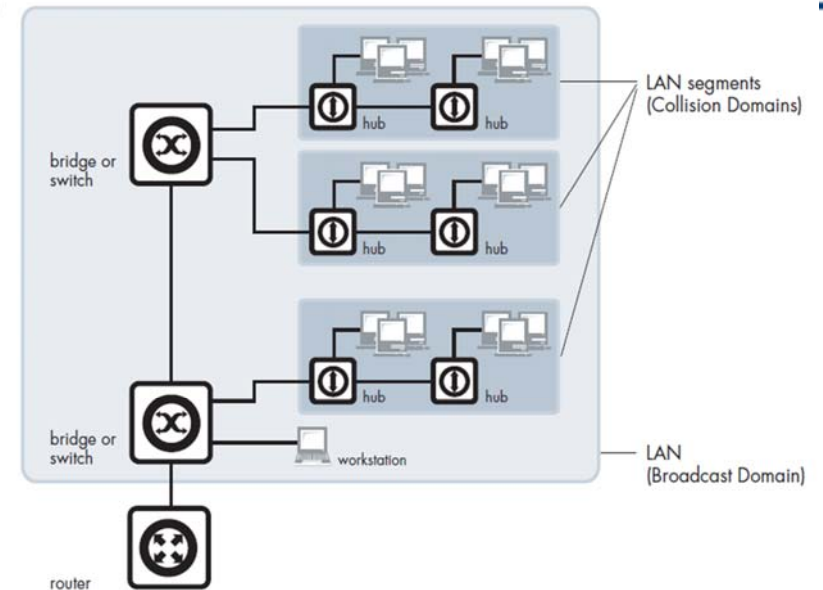 LAN segments
(Collision Domains)
hub
hub
bridge or
switch
hub
hub
hub
hub
bridge or
switch
workstation
LAN
(Broadcast Domain)
router